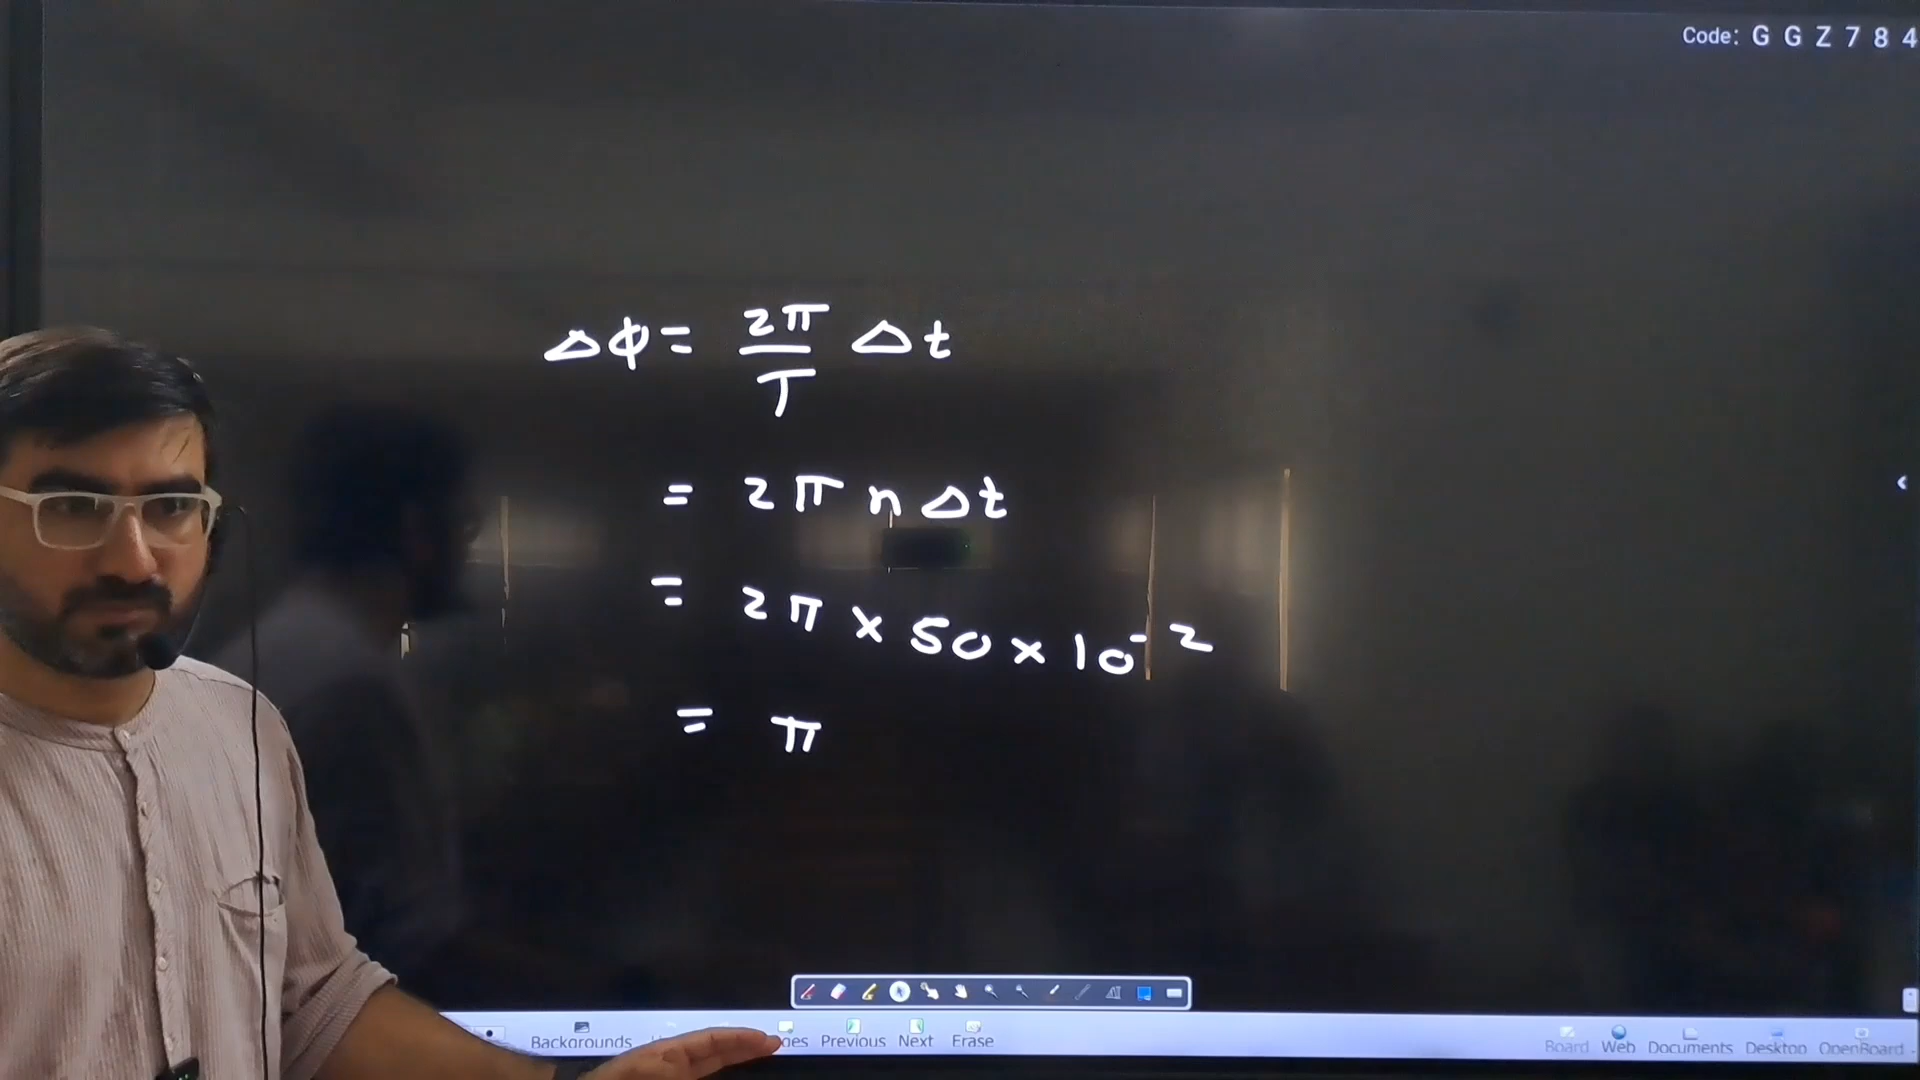 Code: G G Z 7 8 4
Δϕ = 2π/T Δt
= 2π n Δt
= 2π × 50 × 10⁻²
= π
Backgrounds Previous Next Erase Board Web Documents Desktop OpenBoard